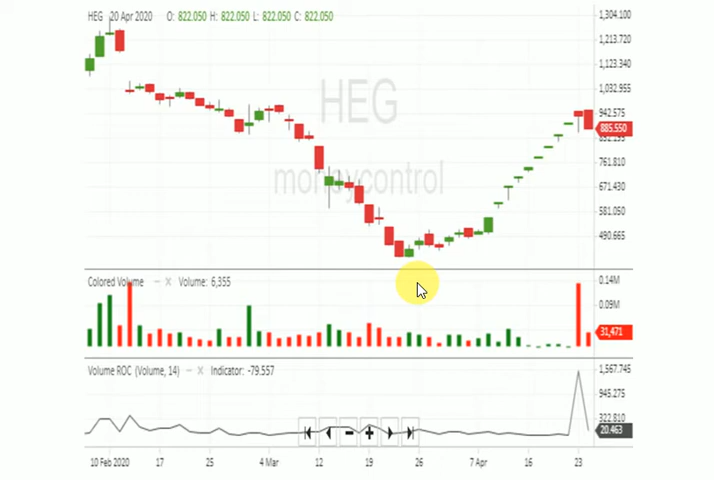 HEG 20 Apr 2020 O: 822.050 H: 822.050 L: 822.050 C: 822.050
HEG
moneycontrol
1,304.100
1,213.720
1,123.340
1,032.955
942.575
885.550
852.195
761.810
671.430
581.050
490.665
Colored Volume – X Volume: 6,355
0.14M
0.09M
31,471
Volume ROC (Volume, 14) – X Indicator: -79.557
1,567.745
945.275
322.810
20.463
10 Feb 2020 17 25 4 Mar 12 19 26 7 Apr 16 23